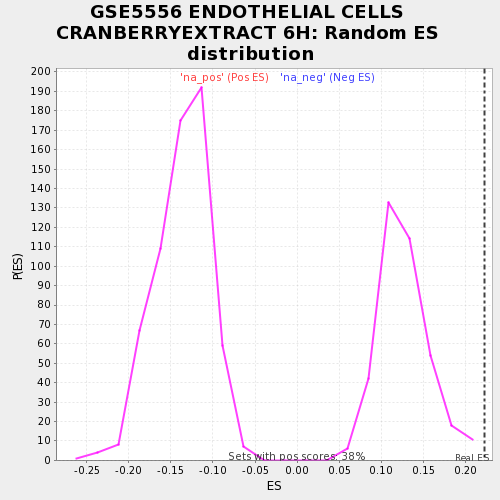 GSE5556 ENDOTHELIAL CELLS
CRANBERRYEXTRACT 6H: Random ES
distribution
'na_pos' (Pos ES) 'na_neg' (Neg ES)
200
190
180
170
160
150
140
130
120
110
100
90
80
70
60
50
40
30
20
10
0
P(ES)
Sets with pos scores: 38%
Real ES
-0.25 -0.20 -0.15 -0.10 -0.05 0.00 0.05 0.10 0.15 0.20
ES